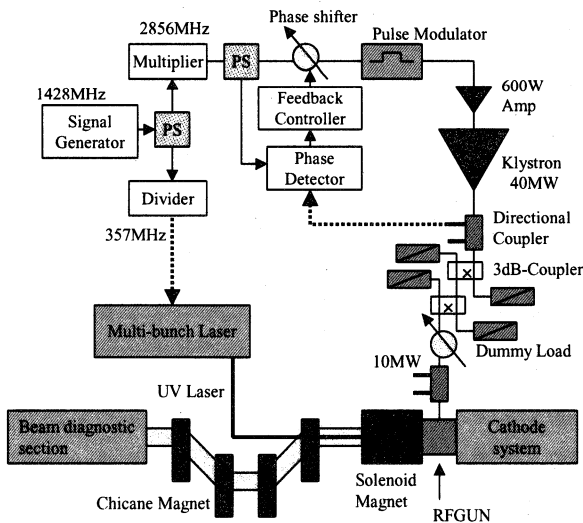 Phase shifter
2856MHz
Pulse Modulator
Multiplier
PS
1428MHz
600W
Amp
Signal
Generator
PS
Feedback
Controller
Phase
Detector
Klystron
40MW
Divider
357MHz
Directional
Coupler
3dB-Coupler
Multi-bunch Laser
Dummy Load
10MW
UV Laser
Beam diagnostic
section
Cathode
system
Chicane Magnet
Solenoid
Magnet
RFGUN